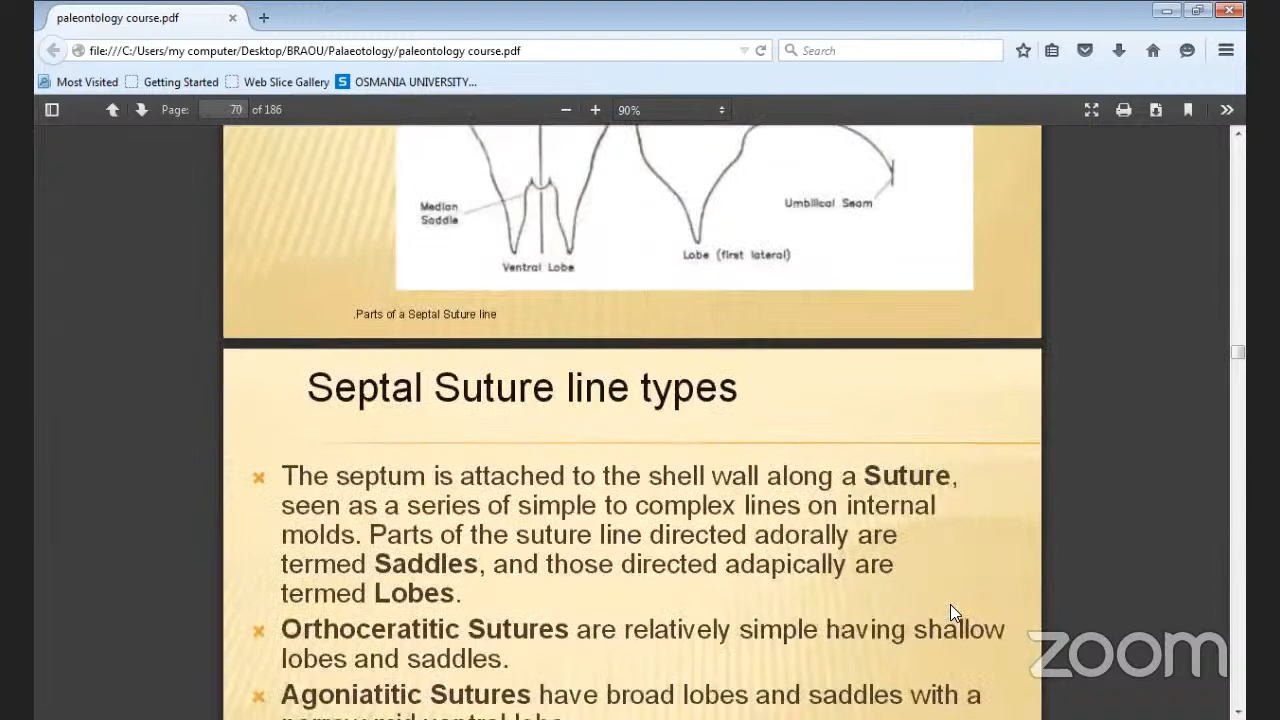 paleontology course.pdf
file:///C:/Users/my computer/Desktop/BRAOU/Palaeotology/paleontology course.pdf
Search
Most Visited Getting Started Web Slice Gallery OSMANIA UNIVERSITY...
Page: 70 of 186
90%
Median
Saddle
Umbilical Seam
Lobe (first lateral)
Ventral Lobe
.Parts of a Septal Suture line
Septal Suture line types
The septum is attached to the shell wall along a Suture,
seen as a series of simple to complex lines on internal
molds. Parts of the suture line directed adorally are
termed Saddles, and those directed adapically are
termed Lobes.
Orthoceratitic Sutures are relatively simple having shallow
lobes and saddles.
zoom
Agoniatitic Sutures have broad lobes and saddles with a
narrow mid-ventral lobe